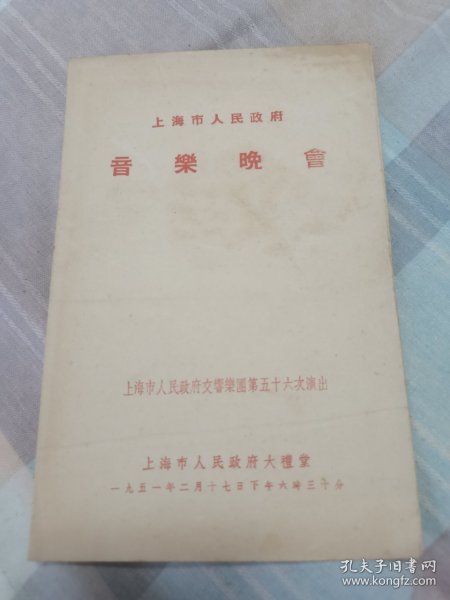 上海市人民政府
音樂晚會
上海市人民政府交響樂團第五十六次演出
上海市人民政府大禮堂
一九五一年二月十七日下午六時三十分
孔夫子旧书网
www.kongfz.com